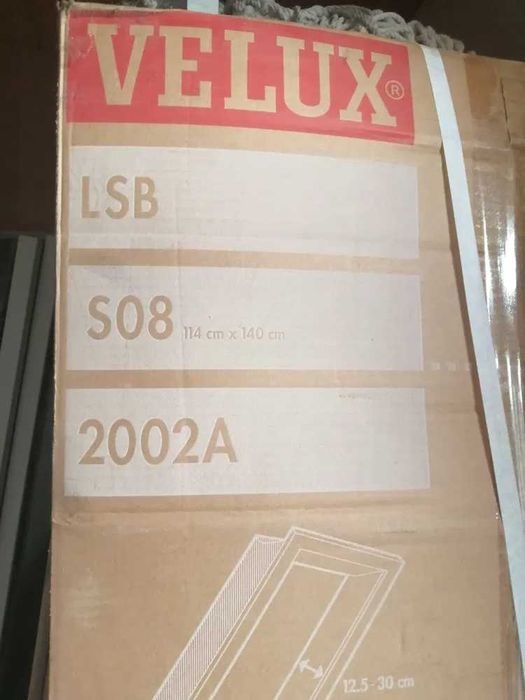 VELUX®
LSB
S08 114 cm x 140 cm
2002A
12.5-30 cm